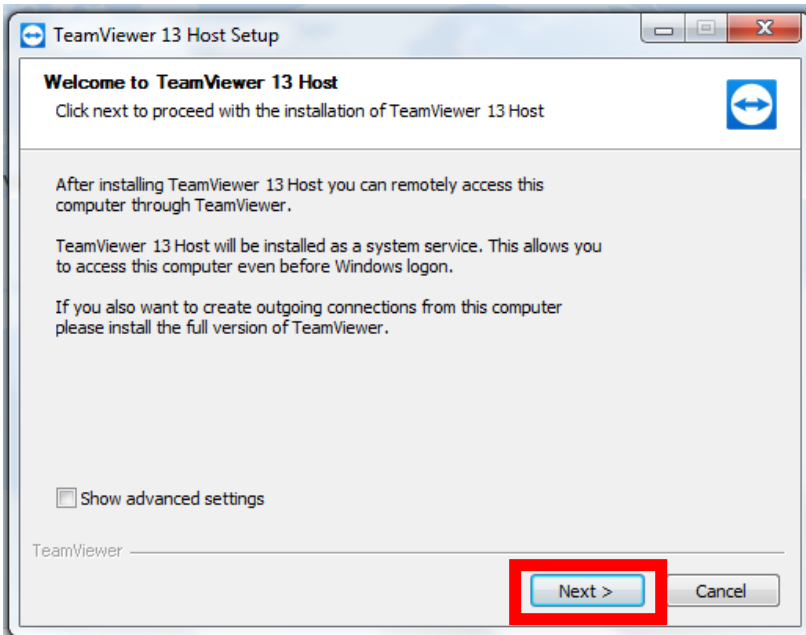 TeamViewer 13 Host Setup
Welcome to TeamViewer 13 Host
Click next to proceed with the installation of TeamViewer 13 Host
After installing TeamViewer 13 Host you can remotely access this
computer through TeamViewer.
TeamViewer 13 Host will be installed as a system service. This allows you
to access this computer even before Windows logon.
If you also want to create outgoing connections from this computer
please install the full version of TeamViewer.
Show advanced settings
TeamViewer
Next >
Cancel